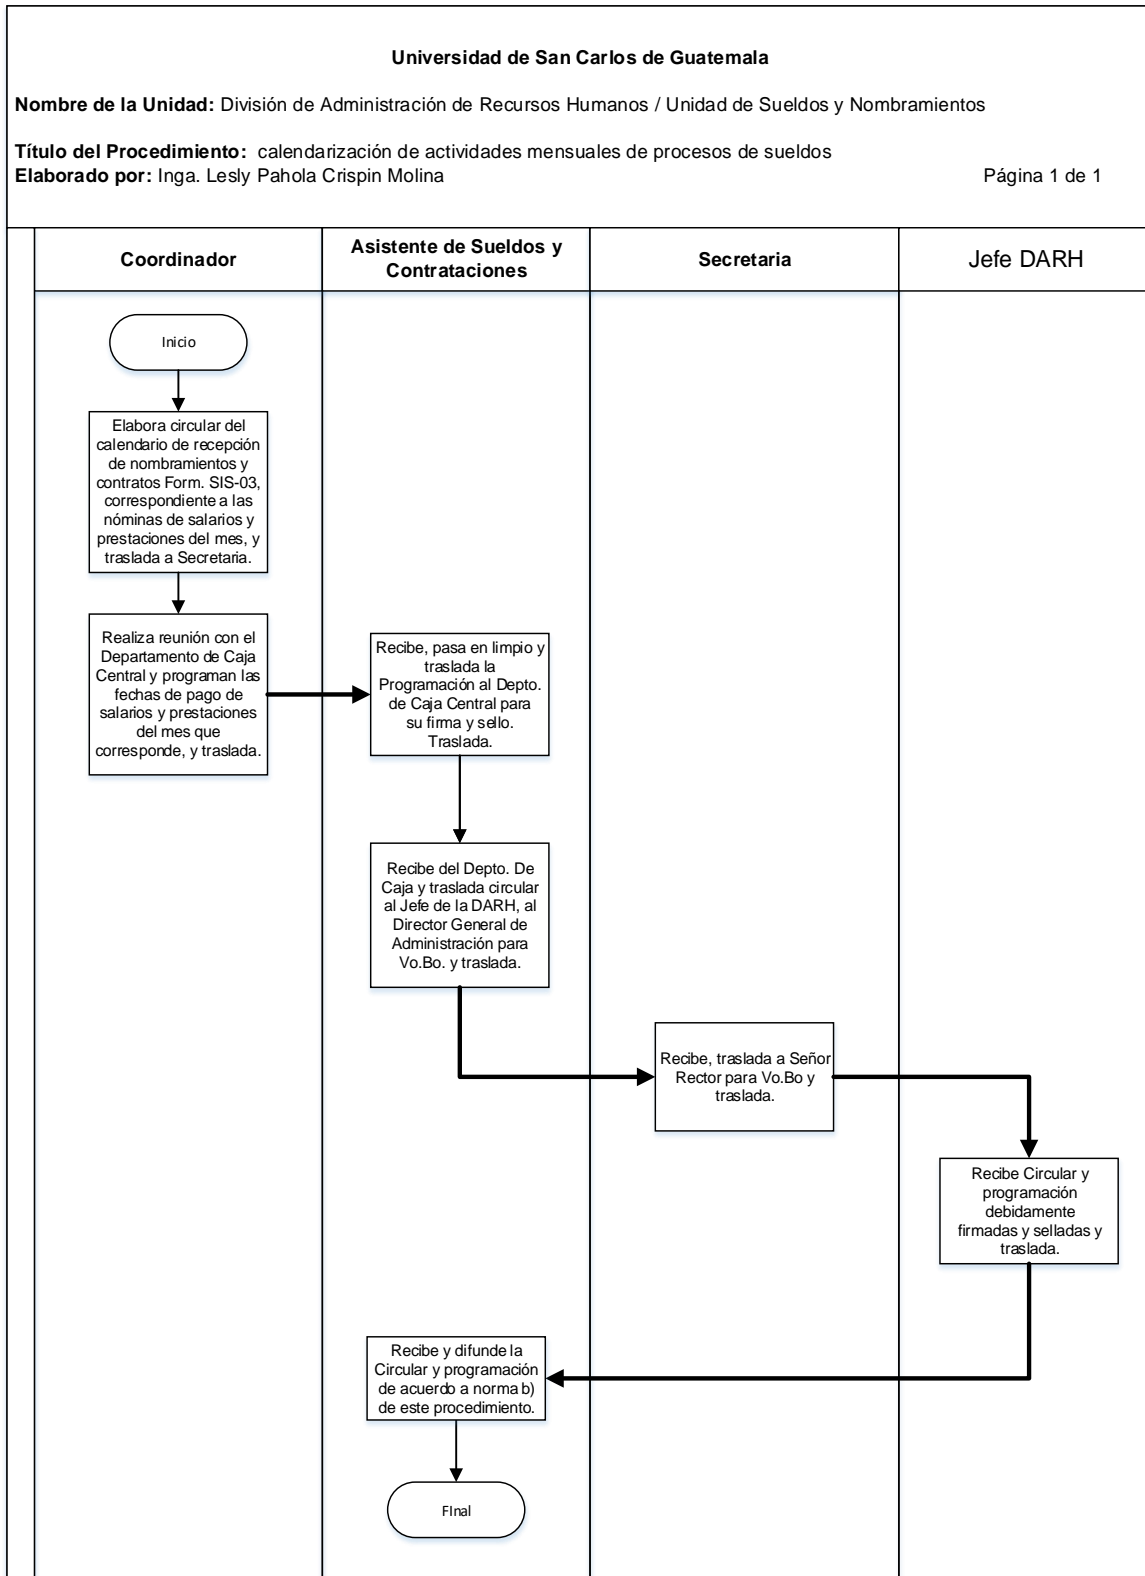 Universidad de San Carlos de Guatemala
Nombre de la Unidad: División de Administración de Recursos Humanos / Unidad de Sueldos y Nombramientos
Título del Procedimiento: calendarización de actividades mensuales de procesos de sueldos
Elaborado por: Inga. Lesly Pahola Crispin Molina
Página 1 de 1
Coordinador
Asistente de Sueldos y
Contrataciones
Secretaria
Jefe DARH
Inicio
Elabora circular del
calendario de recepción
de nombramientos y
contratos Form. SIS-03,
correspondiente a las
nóminas de salarios y
prestaciones del mes, y
traslada a Secretaria.
Realiza reunión con el
Departamento de Caja
Central y programan las
fechas de pago de
salarios y prestaciones
del mes que
corresponde, y traslada.
Recibe, pasa en limpio y
traslada la
Programación al Depto.
de Caja Central para
su firma y sello.
Traslada.
Recibe del Depto. De
Caja y traslada circular
al Jefe de la DARH, al
Director General de
Administración para
Vo.Bo. y traslada.
Recibe, traslada a Señor
Rector para Vo.Bo y
traslada.
Recibe Circular y
programación
debidamente
firmadas y selladas y
traslada.
Recibe y difunde la
Circular y programación
de acuerdo a norma b)
de este procedimiento.
FInal